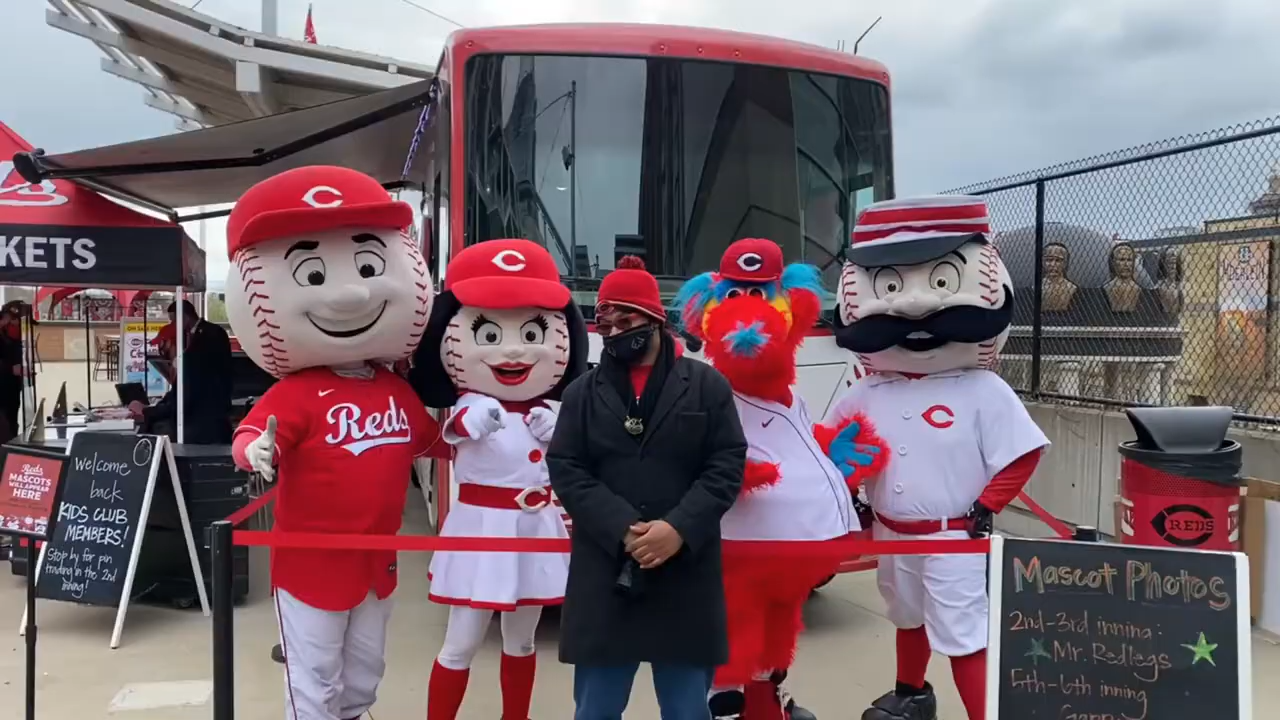 KETS
Reds
MASCOTS
WILL APPEAR
HERE
Welcome
back
KIDS CLUB
MEMBERS!
Stop by for pin
trading in the 2nd
inning!
C
C
Reds
C
C
C
C
REDS
Mascot Photos
2nd-3rd inning:
Mr. Redlegs
5th-6th inning
Gapper